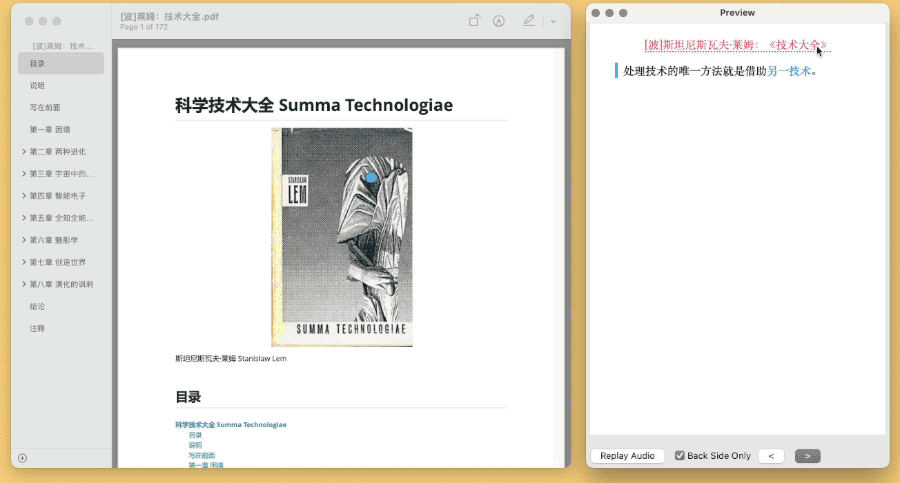 [波]莱姆：技术大全.pdf
Page 1 of 172
[波]莱姆：技术...
目录
说明
写在前面
第一章 困境
第二章 两种进化
第三章 宇宙中的...
第四章 智能电子
第五章 全知全能...
第六章 魅影学
第七章 创造世界
第八章 演化的讽刺
结论
注释
科学技术大全 Summa Technologiae
STANISŁAW
LEM
SUMMA TECHNOLOGIAE
斯坦尼斯瓦夫·莱姆 Stanisław Lem
目录
科学技术大全 Summa Technologiae
目录
说明
写在前面
第一章 困境
Preview
[波]斯坦尼斯瓦夫·莱姆：《技术大全》
处理技术的唯一方法就是借助另一技术。
Replay Audio
Back Side Only
<
>